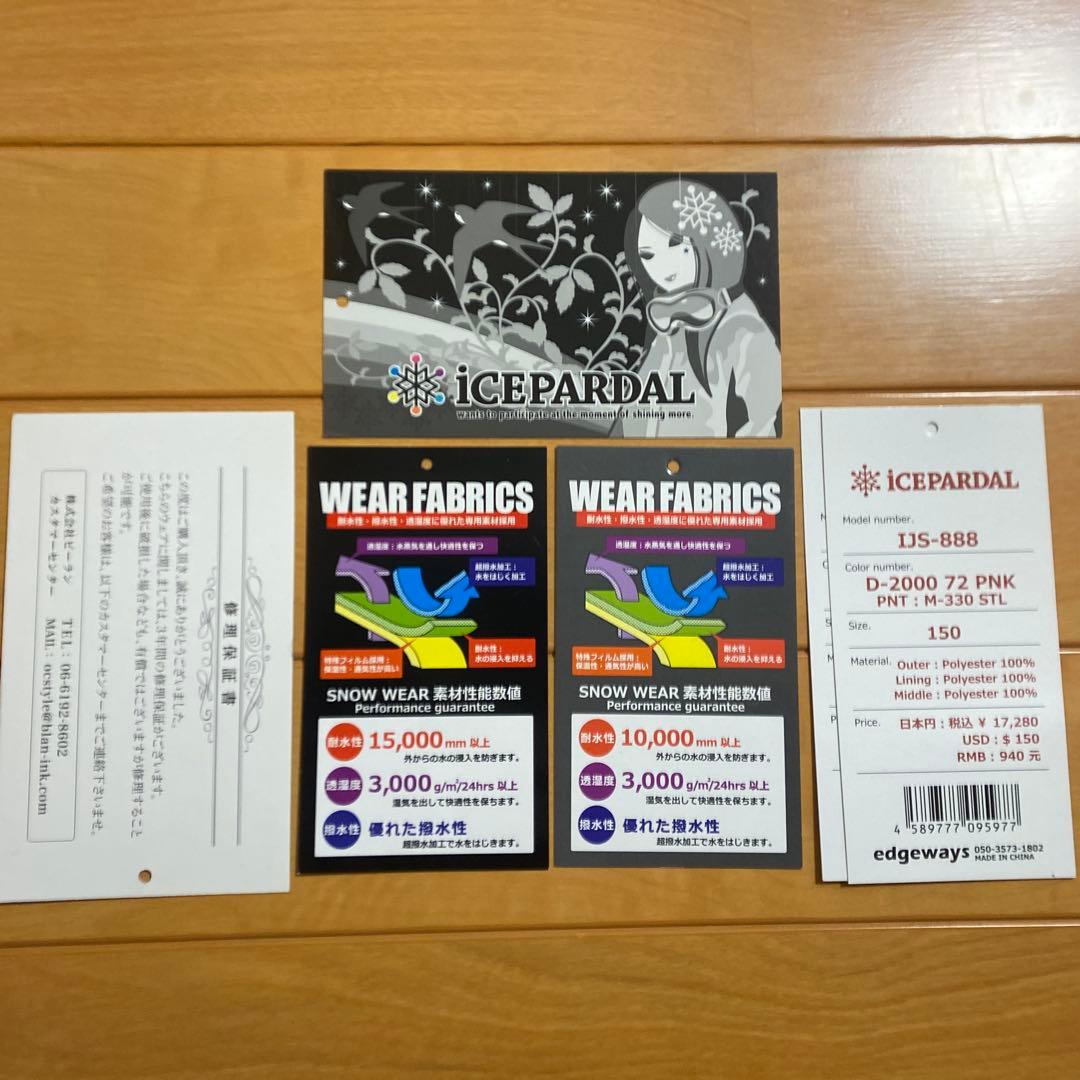 iCEPARDAL
wants to participate at the moment of shining more.
修理保証書
この度はご購入頂き、誠にありがとうございました。
こちらのウェアに関しましては、3年間の修理保証がございます。
ご使用後に破損した場合なども、有償ではございますが修理すること
が可能です。
ご希望のお客様は、以下のカスタマーセンターまでご連絡下さいませ。
株式会社ビーラン
カスタマーセンター
TEL：06-6192-8602
MAIL：ocstyle@blan-ink.com
WEAR FABRICS
耐水性・撥水性・透湿度に優れた専用素材採用
透湿度：水蒸気を通し快適性を保つ
超撥水加工：
水をはじく加工
特殊フィルム採用：
保湿性・通気性が高い
耐水性：
水の浸入を抑える
SNOW WEAR 素材性能数値
Performance guarantee
耐水性 15,000mm 以上
外からの水の浸入を防ぎます。
透湿度 3,000 g/㎡/24hrs 以上
湿気を出して快適性を保ちます。
撥水性 優れた撥水性
超撥水加工で水をはじきます。
WEAR FABRICS
耐水性・撥水性・透湿度に優れた専用素材採用
透湿度：水蒸気を通し快適性を保つ
超撥水加工：
水をはじく加工
特殊フィルム採用：
保湿性・通気性が高い
耐水性：
水の浸入を抑える
SNOW WEAR 素材性能数値
Performance guarantee
耐水性 10,000mm 以上
外からの水の浸入を防ぎます。
透湿度 3,000 g/㎡/24hrs 以上
湿気を出して快適性を保ちます。
撥水性 優れた撥水性
超撥水加工で水をはじきます。
iCEPARDAL
Model number.
IJS-888
Color number.
D-2000 72 PNK
PNT : M-330 STL
Size.
150
Material. Outer : Polyester 100%
Lining : Polyester 100%
Middle : Polyester 100%
Price. 日本円：税込 ¥ 17,280
USD : $ 150
RMB : 940 元
4 589777 095977
edgeways 050-3573-1802
MADE IN CHINA